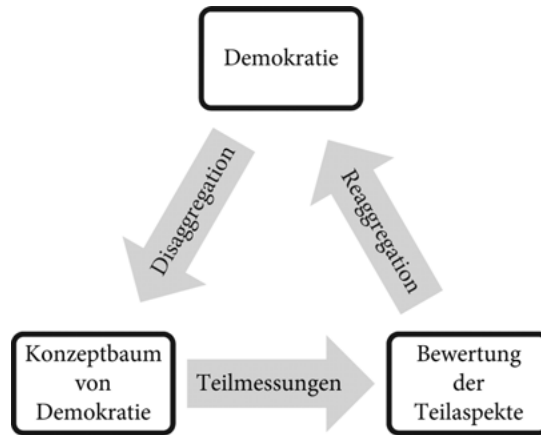 Demokratie
Disaggregation
Reaggregation
Konzeptbaum
von
Demokratie
Teilmessungen
Bewertung
der
Teilaspekte